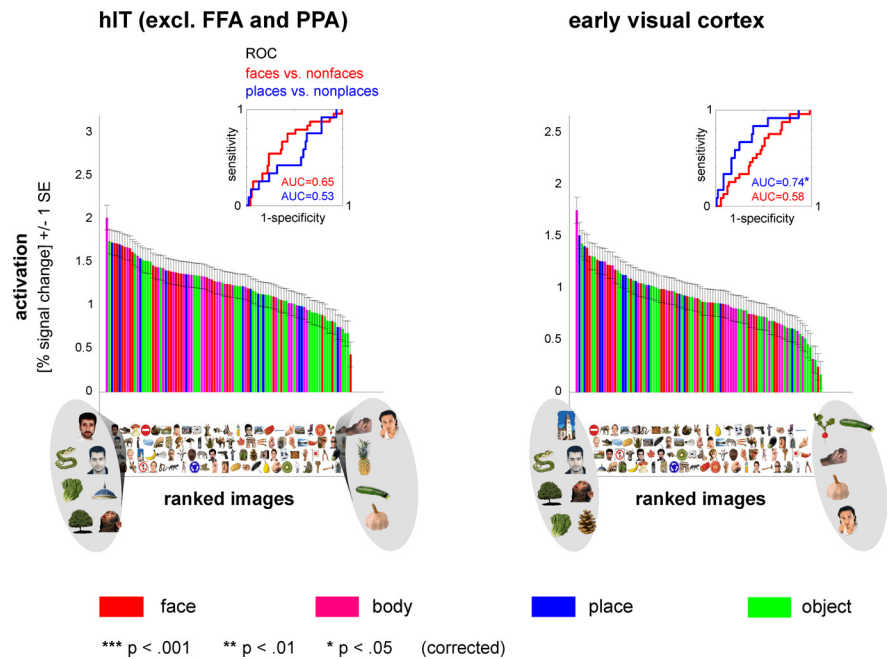 hIT (excl. FFA and PPA)
early visual cortex
ROC
faces vs. nonfaces
places vs. nonplaces
1
sensitivity
AUC=0.65
AUC=0.53
1-specificity
1
1
sensitivity
AUC=0.74*
AUC=0.58
1-specificity
1
activation
[% signal change] +/- 1 SE
3
2.5
2
1.5
1
0.5
0
2.5
2
1.5
1
0.5
0
ranked images
ranked images
face
body
place
object
*** p < .001 ** p < .01 * p < .05 (corrected)